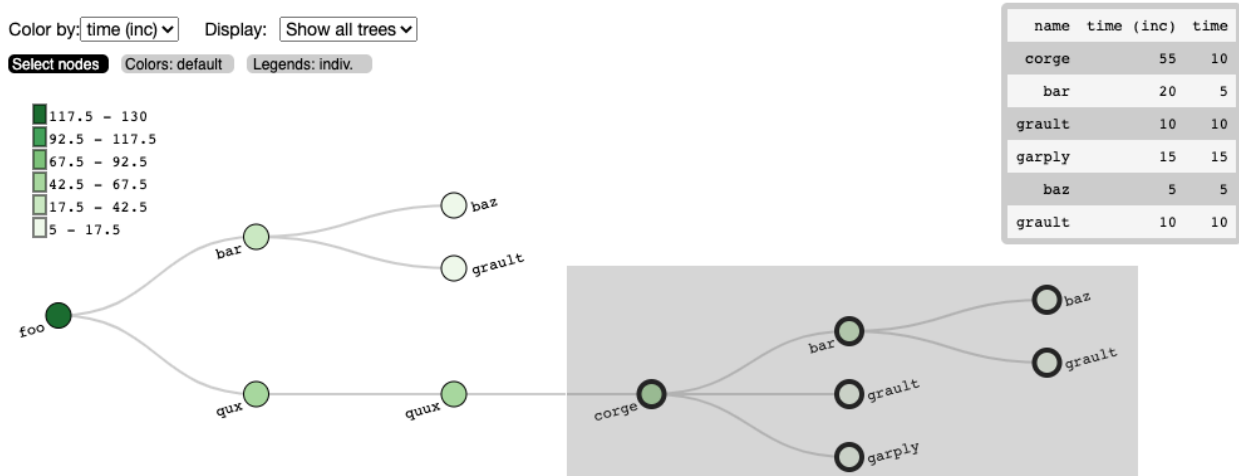 Color by: time (inc) Display: Show all trees
Select nodes Colors: default Legends: indiv.
117.5 - 130
92.5 - 117.5
67.5 - 92.5
42.5 - 67.5
17.5 - 42.5
5 - 17.5
name time (inc) time
corge 55 10
bar 20 5
grault 10 10
garply 15 15
baz 5 5
grault 10 10
baz
bar
grault
foo
baz
bar
grault
qux
quux
corge
grault
garply